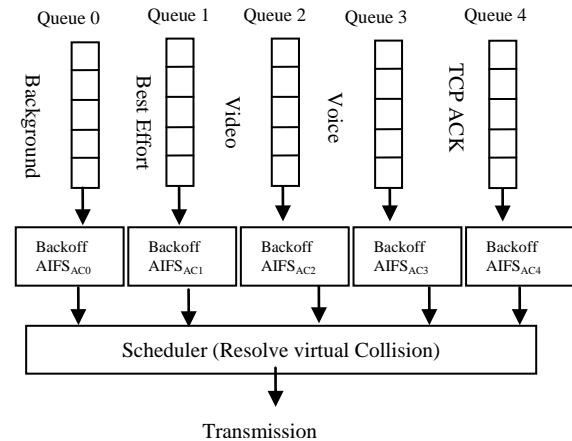 Queue 0 Queue 1 Queue 2 Queue 3 Queue 4
Background
Best Effort
Video
Voice
TCP ACK
Backoff
AIFSAC0
Backoff
AIFSAC1
Backoff
AIFSAC2
Backoff
AIFSAC3
Backoff
AIFSAC4
Scheduler (Resolve virtual Collision)
Transmission